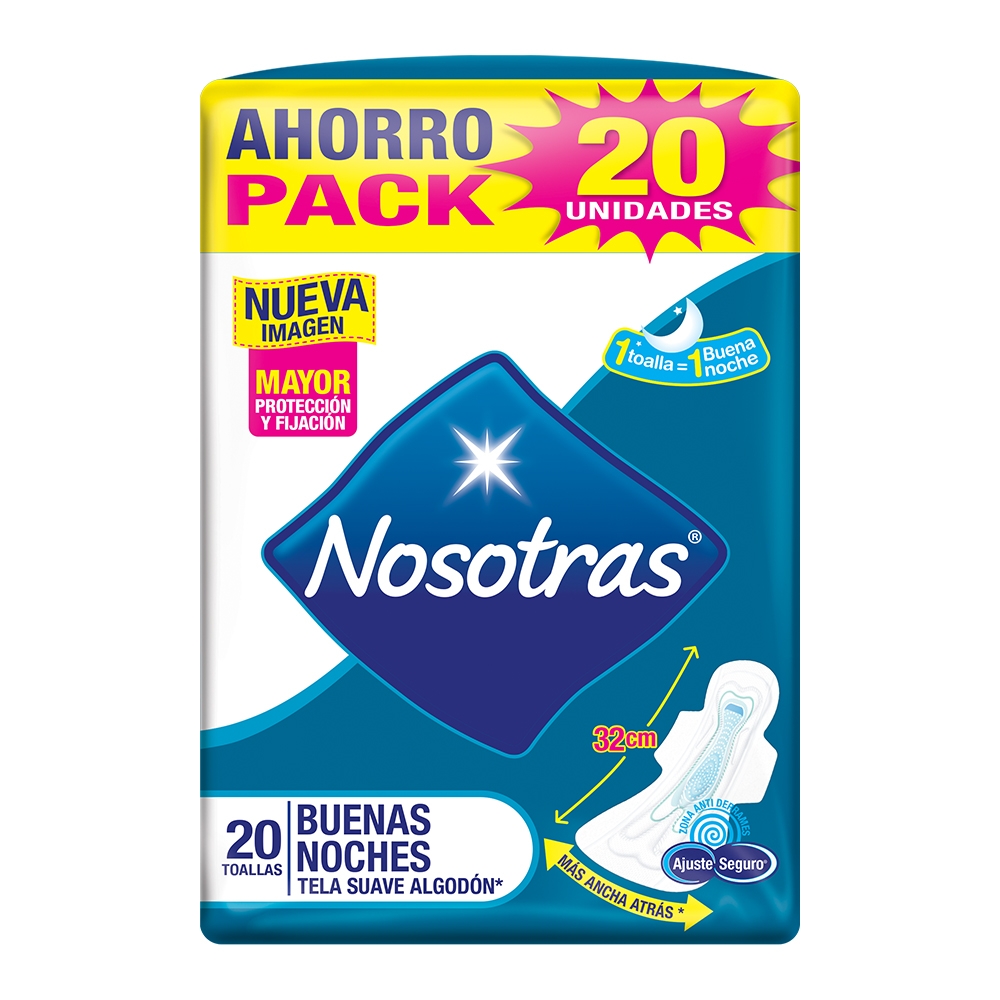 AHORRO
PACK
20
UNIDADES
NUEVA
IMAGEN
MAYOR
PROTECCIÓN
Y FIJACIÓN
1 toalla = 1 Buena
noche
Nosotras®
32cm
ZONA ANTI DERRAMES
Ajuste Seguro®
MÁS ANCHA ATRÁS *
20
TOALLAS
BUENAS
NOCHES
TELA SUAVE ALGODÓN*